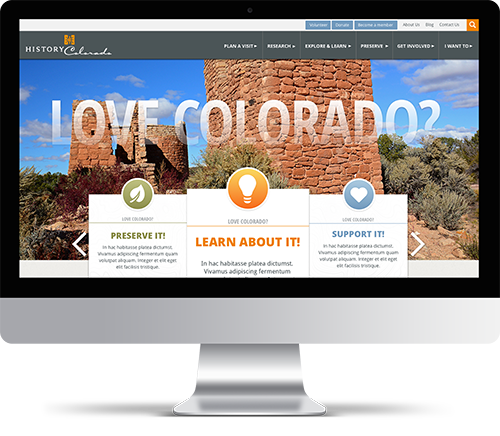 Volunteer Donate Become a member About Us Blog Contact Us
HISTORY Colorado
PLAN A VISIT RESEARCH EXPLORE & LEARN PRESERVE GET INVOLVED I WANT TO
LOVE COLORADO?
LOVE COLORADO?
PRESERVE IT!
In hac habitasse platea dictumst.
Vivamus adipiscing fermentum
quam volutpat aliquam. Integer et elit eget
elit facilisis tristique.
LOVE COLORADO?
LEARN ABOUT IT!
In hac habitasse platea dictumst.
Vivamus adipiscing fermentum
LOVE COLORADO?
SUPPORT IT!
In hac habitasse platea dictumst.
Vivamus adipiscing fermentum quam
volutpat aliquam. Integer et elit eget
elit facilisis tristique.